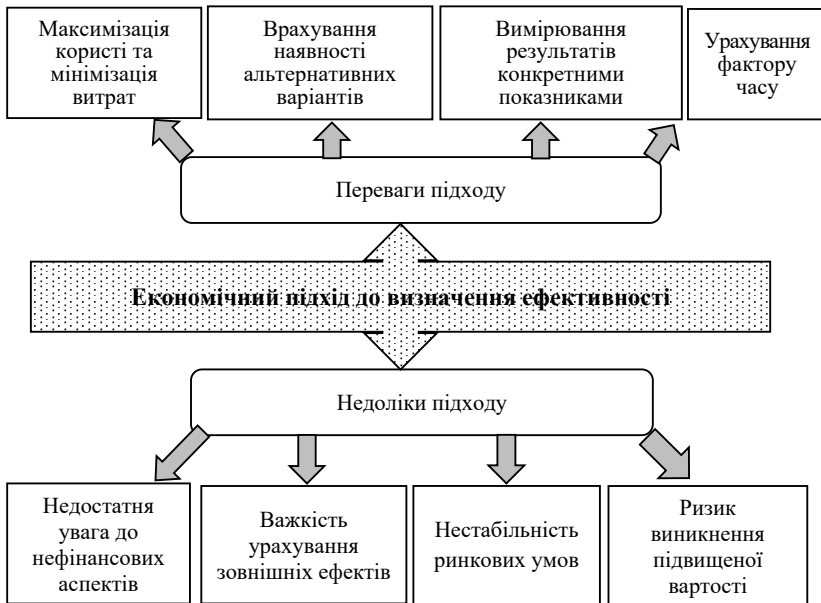 Максимізація
користі та
мінімізація
витрат
Врахування
наявності
альтернативних
варіантів
Вимірювання
результатів
конкретними
показниками
Урахування
фактору
часу
Переваги підходу
Економічний підхід до визначення ефективності
Недоліки підходу
Недостатня
увага до
нефінансових
аспектів
Важкість
урахування
зовнішніх ефектів
Нестабільність
ринкових умов
Ризик
виникнення
підвищеної
вартості